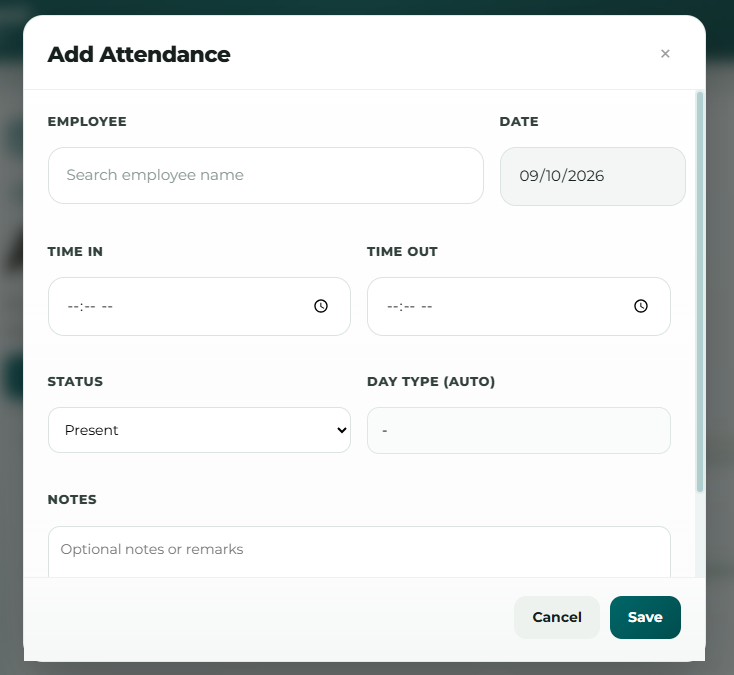 Add Attendance ×
EMPLOYEE DATE
Search employee name 09/10/2026
TIME IN TIME OUT
--:-- -- --:-- --
STATUS DAY TYPE (AUTO)
Present -
NOTES
Optional notes or remarks
Cancel Save